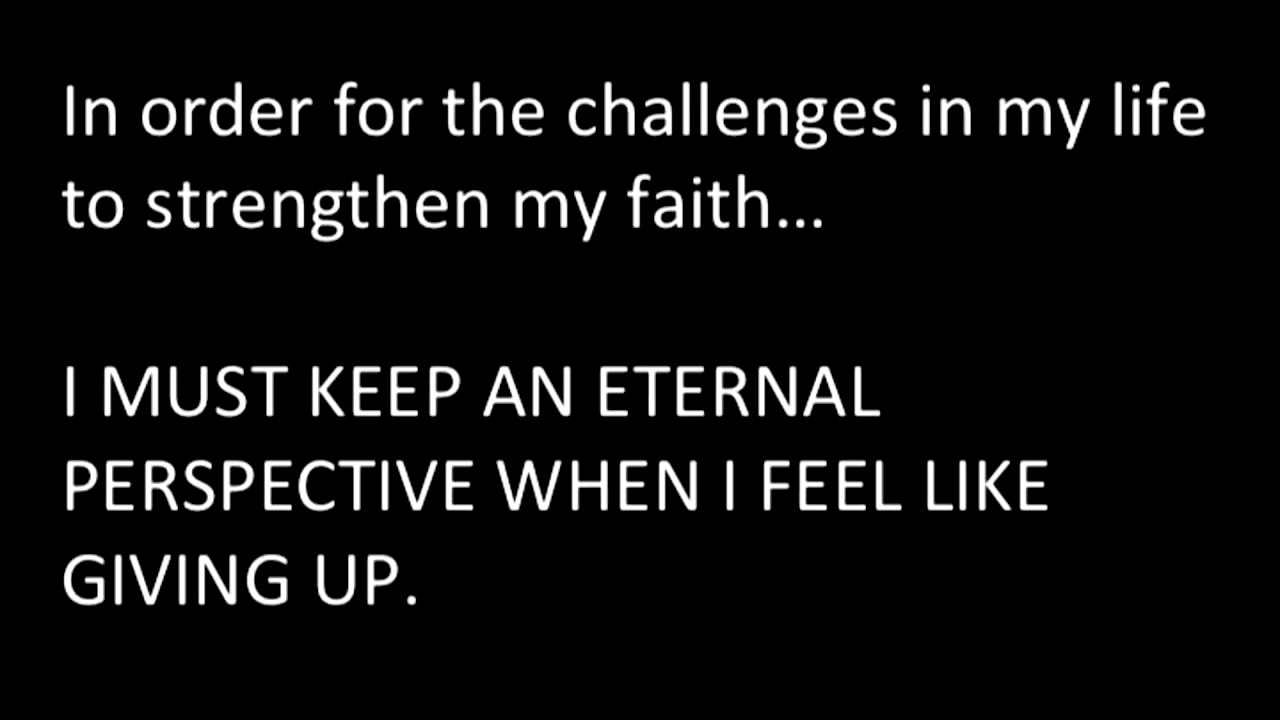 In order for the challenges in my life
to strengthen my faith...
I MUST KEEP AN ETERNAL
PERSPECTIVE WHEN I FEEL LIKE
GIVING UP.